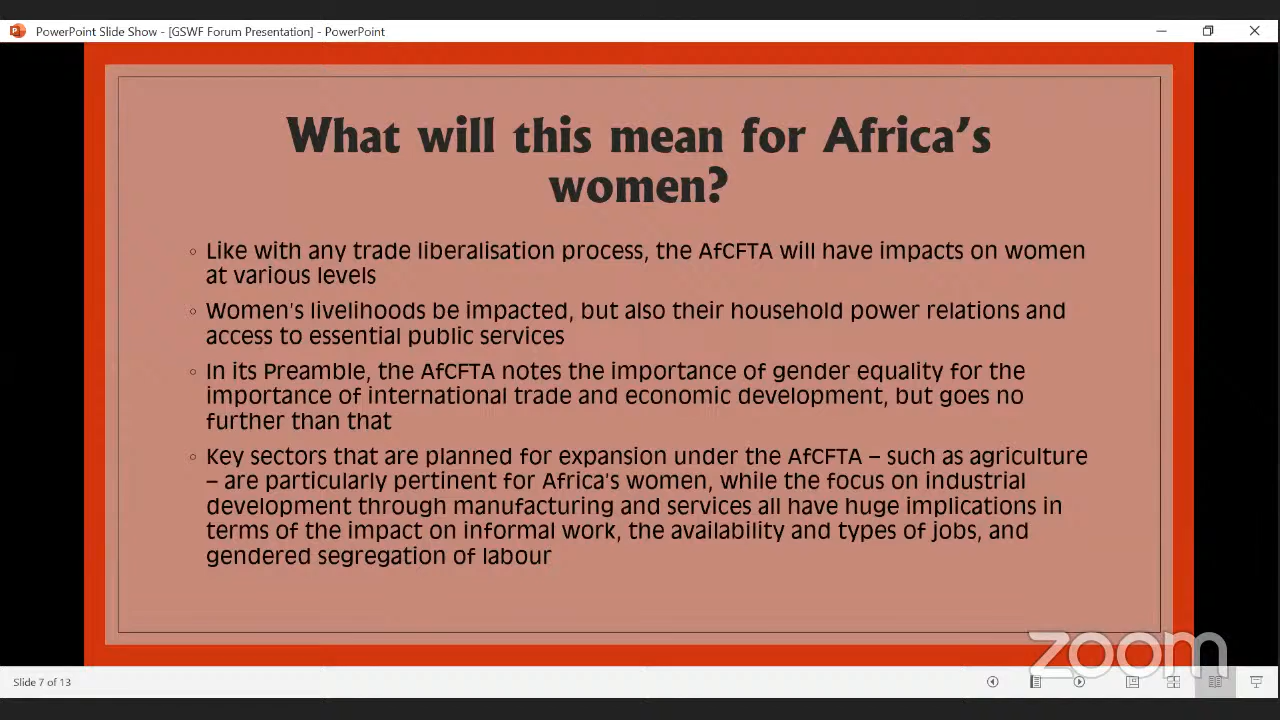 PowerPoint Slide Show - [GSWF Forum Presentation] - PowerPoint
What will this mean for Africa's
women?
Like with any trade liberalisation process, the AfCFTA will have impacts on women
at various levels
Women's livelihoods be impacted, but also their household power relations and
access to essential public services
In its Preamble, the AfCFTA notes the importance of gender equality for the
importance of international trade and economic development, but goes no
further than that
Key sectors that are planned for expansion under the AfCFTA – such as agriculture
– are particularly pertinent for Africa's women, while the focus on industrial
development through manufacturing and services all have huge implications in
terms of the impact on informal work, the availability and types of jobs, and
gendered segregation of labour
zoom
Slide 7 of 13